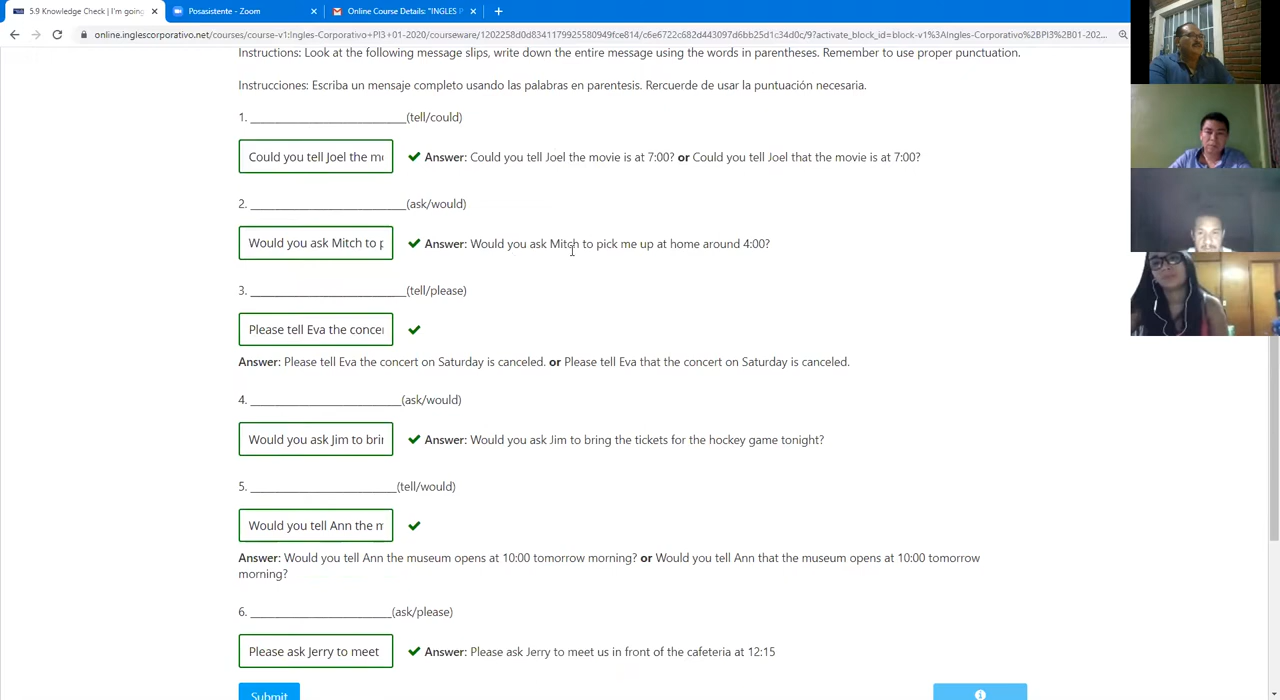 5.9 Knowledge Check | I'm going
Posasistente - Zoom
Online Course Details: "INGLES P
online.inglescorporativo.net/courses/course-v1:Ingles-Corporativo+PI3+01-2020/courseware/1202258d0d8341179925580949fce814/c6e6722c682d443097d6bb25d1c34d0c/9?activate_block_id=block-v1%3AIngles-Corporativo%2BPI3%2B01-202...
Instructions: Look at the following message slips, write down the entire message using the words in parentheses. Remember to use proper punctuation.
Instrucciones: Escriba un mensaje completo usando las palabras en parentesis. Rercuerde de usar la puntuación necesaria.
1. __________________________(tell/could)
Could you tell Joel the m Answer: Could you tell Joel the movie is at 7:00? or Could you tell Joel that the movie is at 7:00?
2. __________________________(ask/would)
Would you ask Mitch to p Answer: Would you ask Mitch to pick me up at home around 4:00?
3. __________________________(tell/please)
Please tell Eva the concer
Answer: Please tell Eva the concert on Saturday is canceled. or Please tell Eva that the concert on Saturday is canceled.
4. _________________________(ask/would)
Would you ask Jim to brin Answer: Would you ask Jim to bring the tickets for the hockey game tonight?
5. ________________________(tell/would)
Would you tell Ann the m
Answer: Would you tell Ann the museum opens at 10:00 tomorrow morning? or Would you tell Ann that the museum opens at 10:00 tomorrow
morning?
6. ________________________(ask/please)
Please ask Jerry to meet Answer: Please ask Jerry to meet us in front of the cafeteria at 12:15
Submit